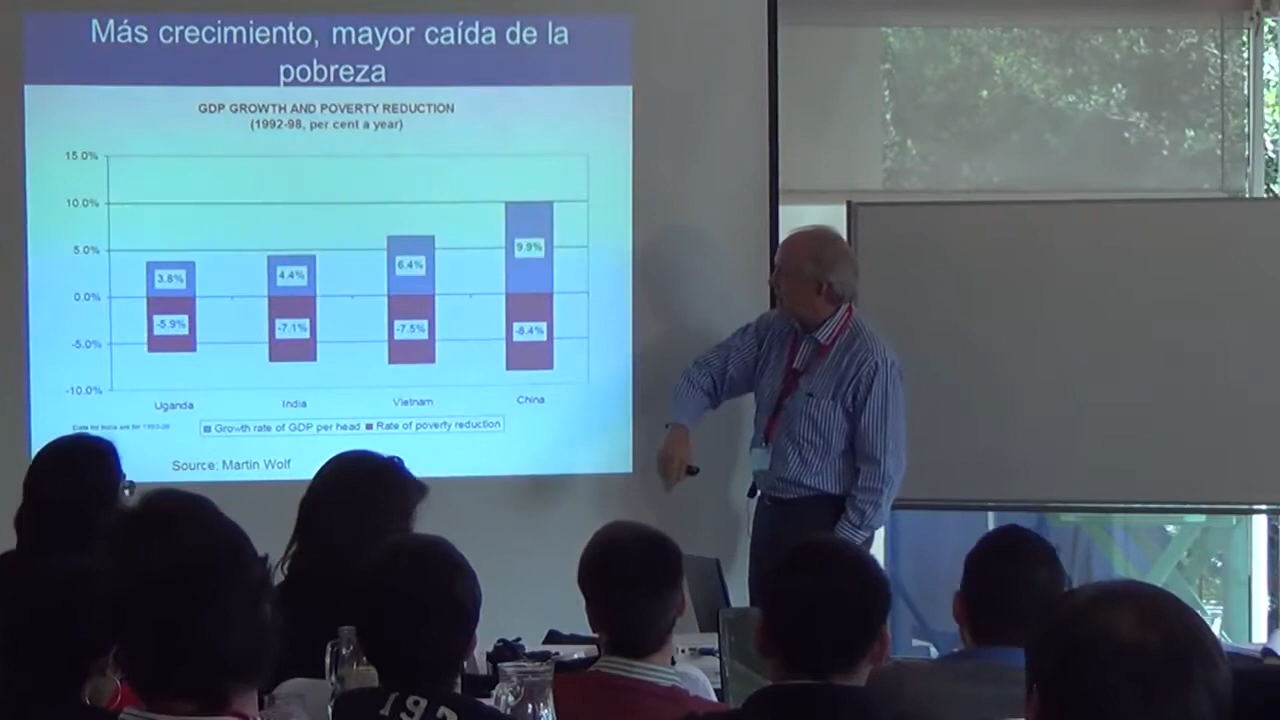 Más crecimiento, mayor caída de la
pobreza
GDP GROWTH AND POVERTY REDUCTION
(1992-98, per cent a year)
15.0%
10.0%
5.0%
0.0%
-5.0%
-10.0%
3.8%
4.4%
6.4%
9.9%
-5.9%
-7.1%
-7.5%
-8.4%
Uganda
India
Vietnam
China
Growth rate of GDP per head
Rate of poverty reduction
Source: Martin Wolf